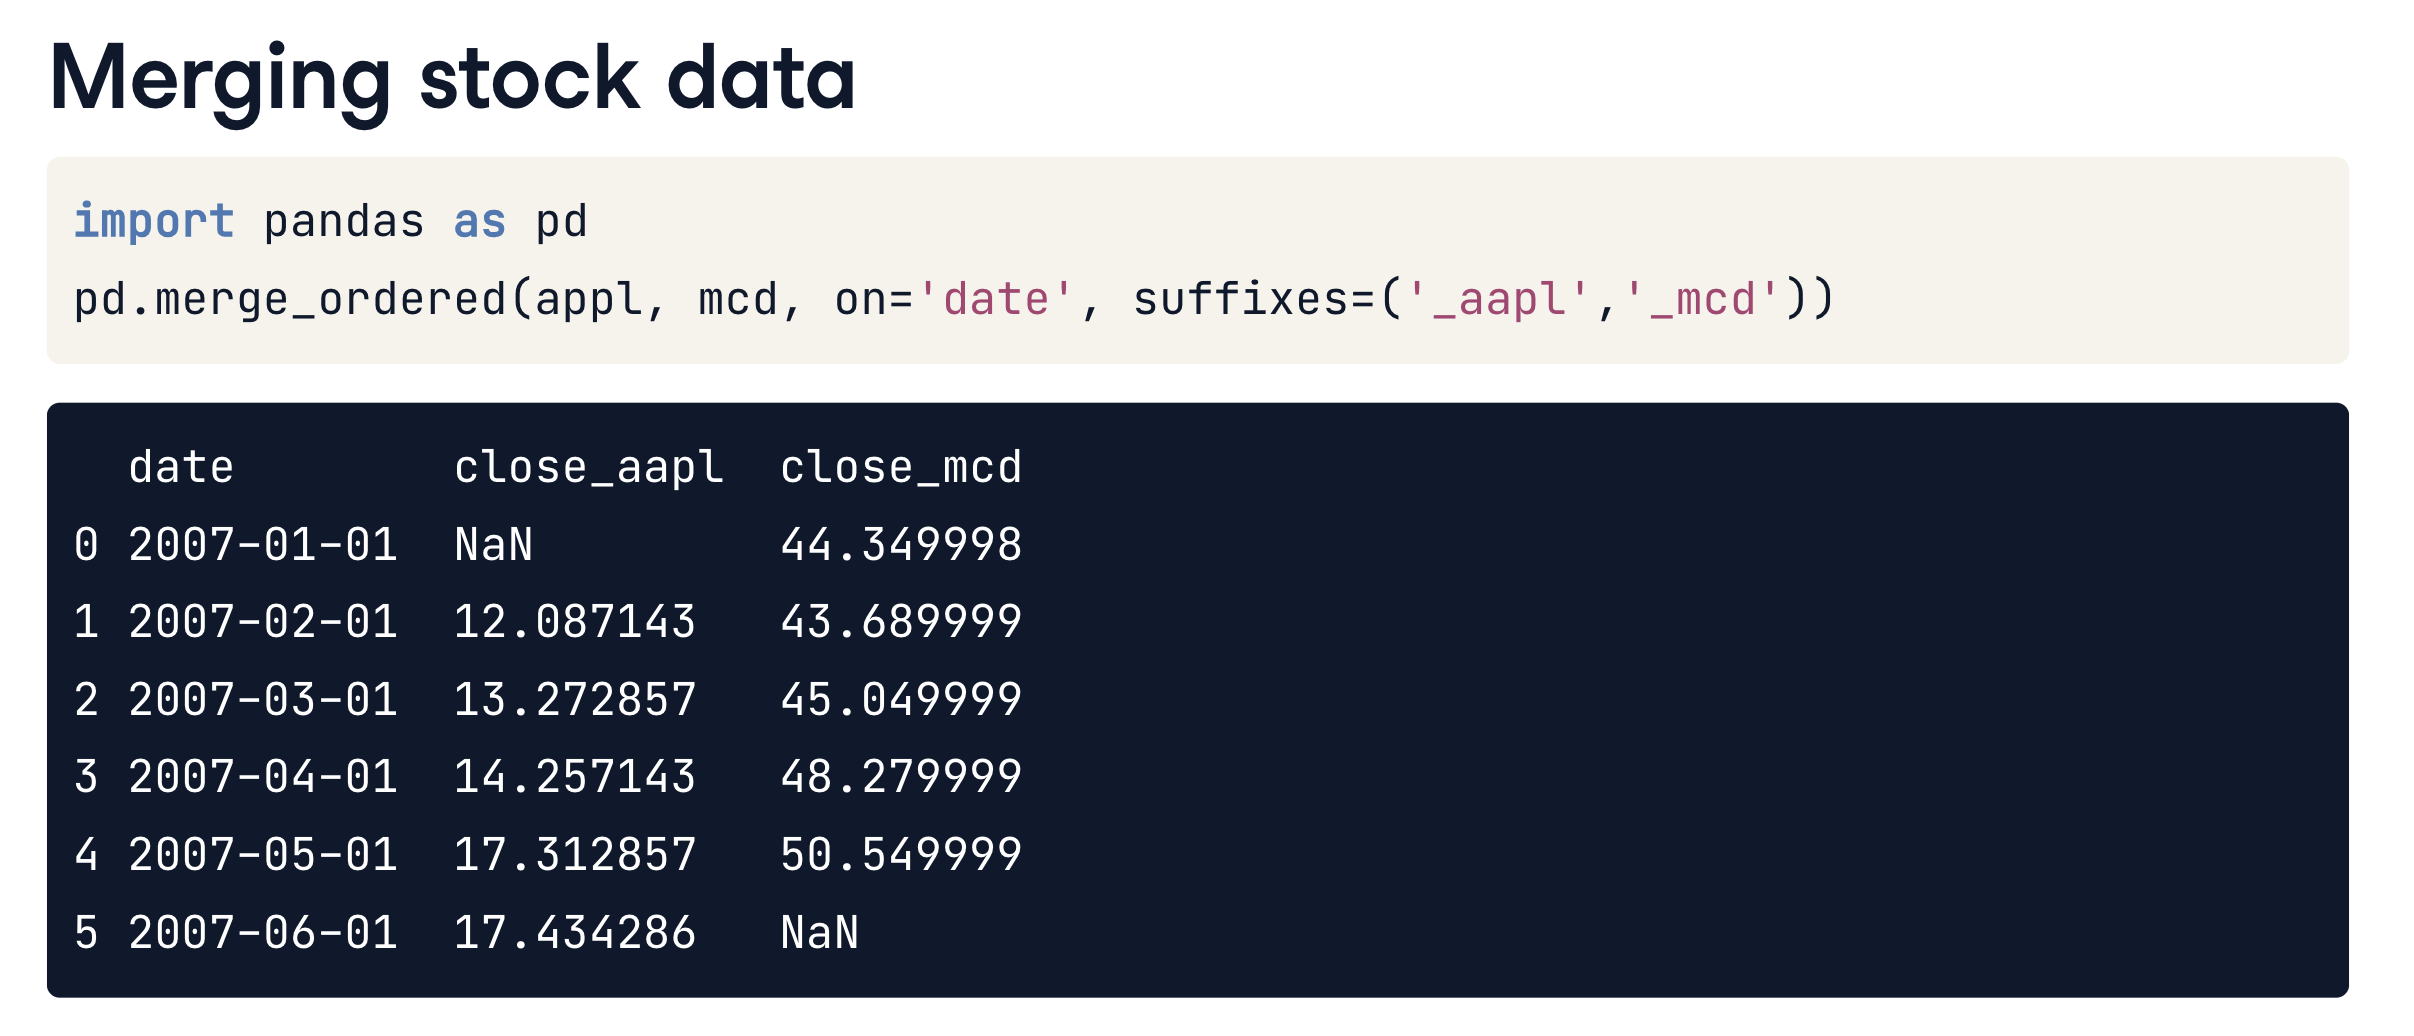 Merging stock data
import pandas as pd
pd.merge_ordered(appl, mcd, on='date', suffixes=('_aapl','_mcd'))
date close_aapl close_mcd
0 2007-01-01 NaN 44.349998
1 2007-02-01 12.087143 43.689999
2 2007-03-01 13.272857 45.049999
3 2007-04-01 14.257143 48.279999
4 2007-05-01 17.312857 50.549999
5 2007-06-01 17.434286 NaN